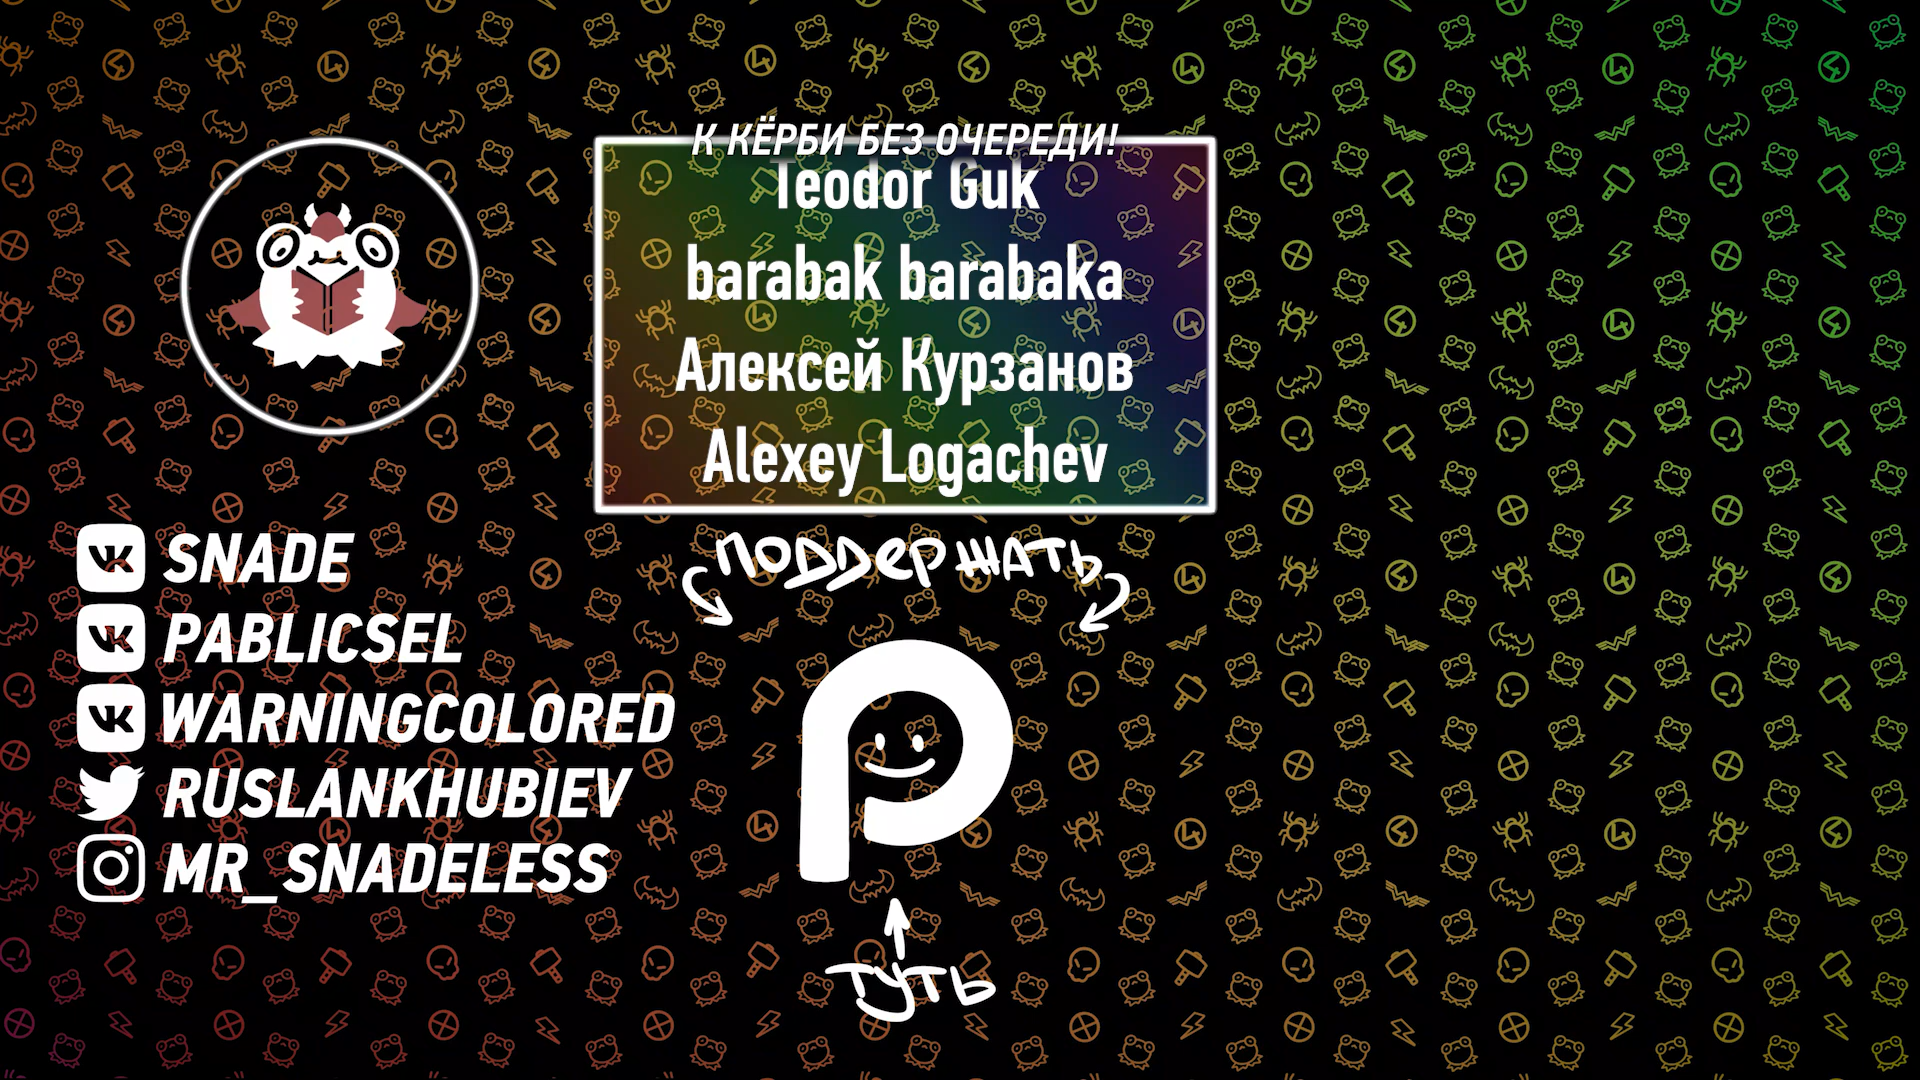 К КЁРБИ БЕЗ ОЧЕРЕДИ!
Teodor Guk
barabak barabaka
Алексей Курзанов
Alexey Logachev
SNADE
PABLICSEL
WARNINGCOLORED
RUSLANKHUBIEV
MR_SNADELESS
ПОДДЕРЖАТЬ
ТУТЬ